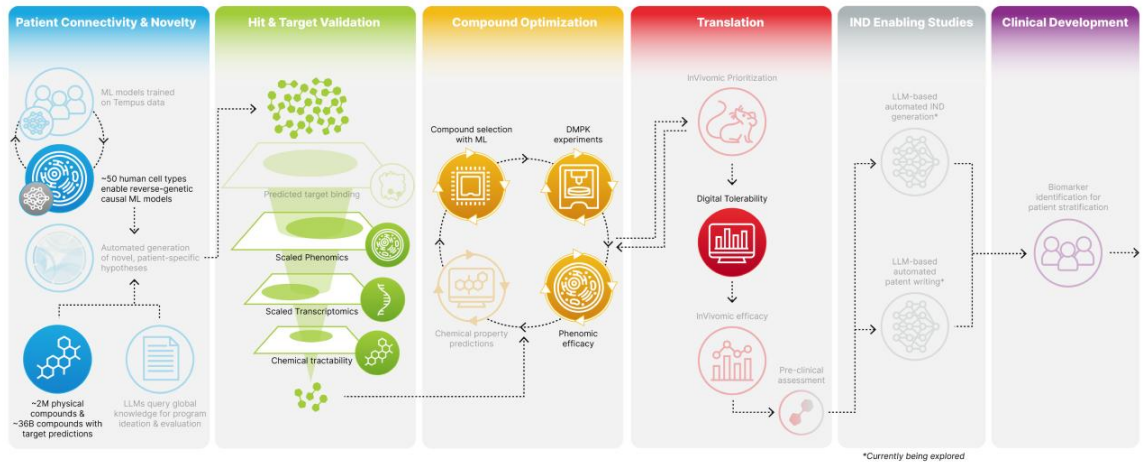 Patient Connectivity & Novelty
ML models trained
on Tempus data
~50 human cell types
enable reverse-genetic
causal ML models
Automated generation
of novel, patient-specific
hypotheses
~2M physical
compounds &
~36B compounds with
target predictions
LLMs query global
knowledge for program
ideation & evaluation
Hit & Target Validation
Predicted target binding
Scaled Phenomics
Scaled Transcriptomics
Chemical tractability
Compound Optimization
Compound selection
with ML
DMPK
experiments
Chemical property
predictions
Phenomic
efficacy
Translation
InVivomic Prioritization
Digital Tolerability
InVivomic efficacy
Pre-clinical
assessment
IND Enabling Studies
LLM-based
automated IND
generation*
LLM-based
automated
patent writing*
Clinical Development
Biomarker
identification for
patient stratification
*Currently being explored